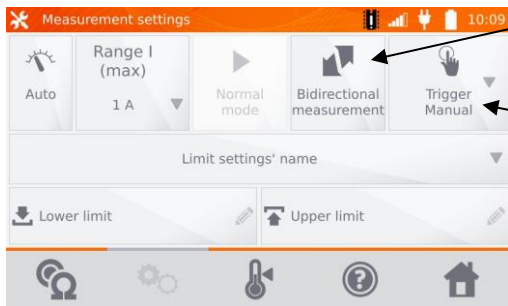 Measurement settings
10:09
Auto
Range I
(max)
1 A
Normal
mode
Bidirectional
measurement
Trigger
Manual
Limit settings' name
Lower limit
Upper limit